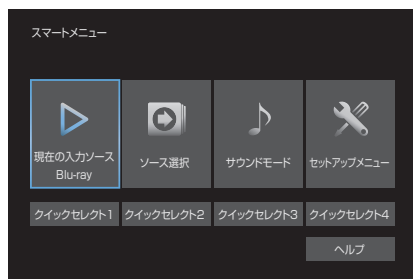 スマートメニュー
現在の入力ソース
Blu-ray
ソース選択
サウンドモード
セットアップメニュー
クイックセレクト1 クイックセレクト2 クイックセレクト3 クイックセレクト4
ヘルプ